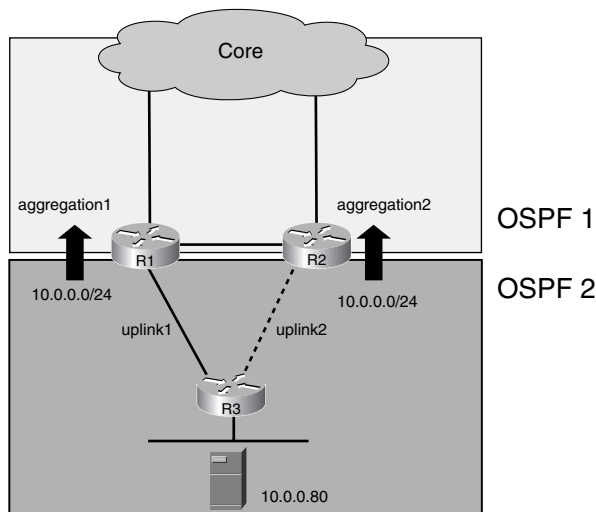 Core
aggregation1
aggregation2
OSPF 1
R1
R2
OSPF 2
10.0.0.0/24
10.0.0.0/24
uplink1
uplink2
R3
10.0.0.80